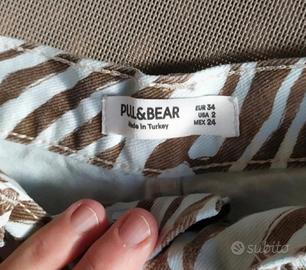 PULL&BEAR
Made in Turkey
EUR 34
USA 2
MEX 24
subito